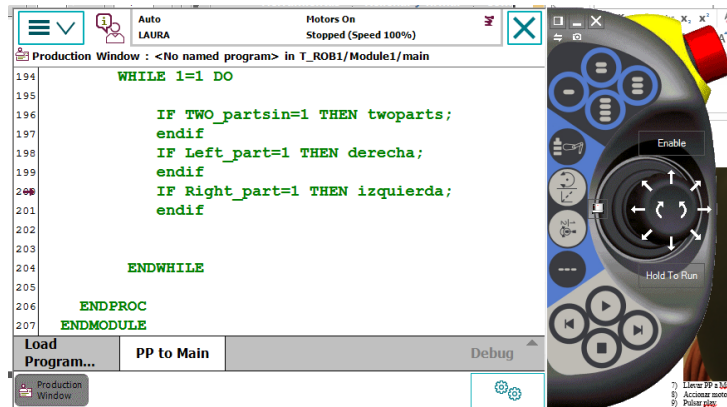 Auto
Motors On
LAURA
Stopped (Speed 100%)
Production Window : <No named program> in T_ROB1/Module1/main
194 WHILE 1=1 DO
195
196 IF TWO_partsin=1 THEN twoparts;
197 endif
198 IF Left_part=1 THEN derecha;
199 endif
200 IF Right_part=1 THEN izquierda;
201 endif
202
203
204 ENDWHILE
205
206 ENDPROC
207 ENDMODULE
Load Program...
PP to Main
Debug
Production Window
Enable
Hold To Run
7) Llevar PP a
8) Accionar
9) Pulsar play.